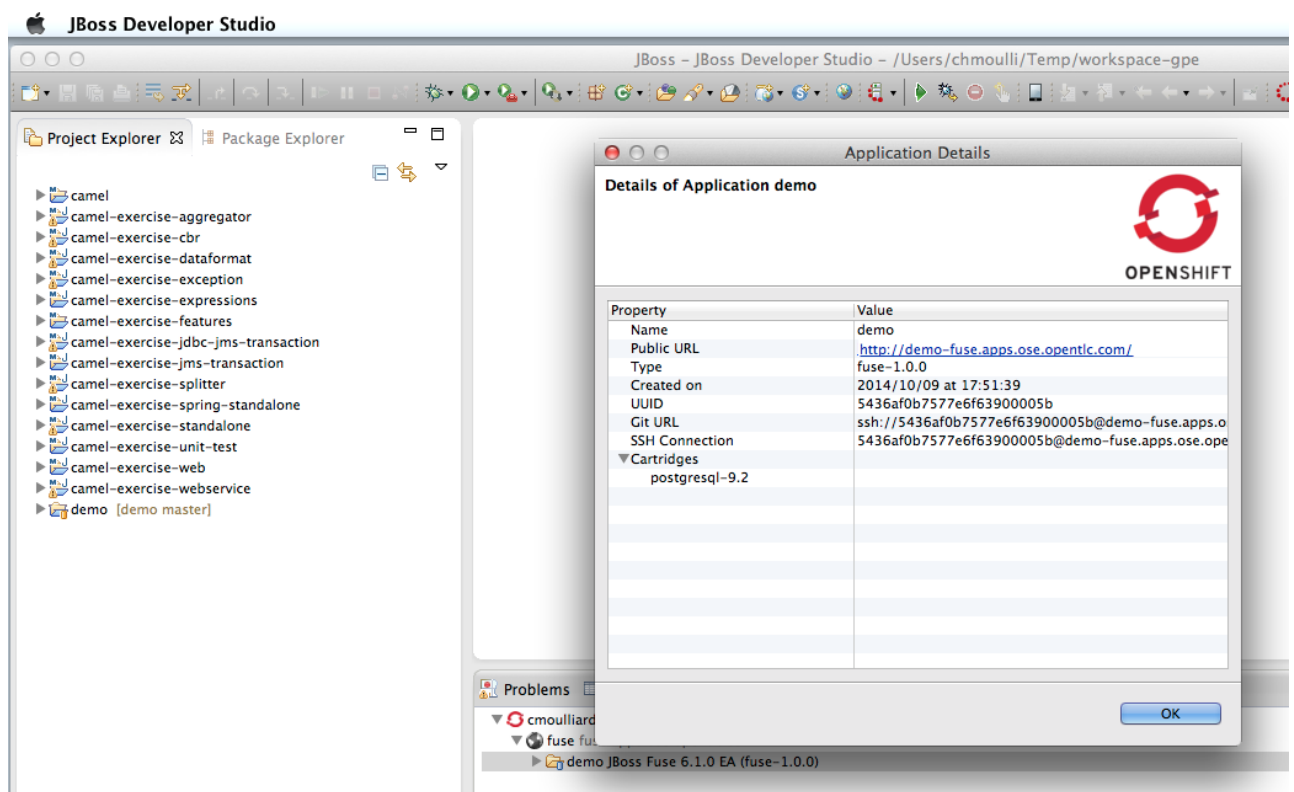 JBoss Developer Studio
JBoss – JBoss Developer Studio – /Users/chmoulli/Temp/workspace-gpe
Project Explorer
Package Explorer
camel
camel-exercise-aggregator
camel-exercise-cbr
camel-exercise-dataformat
camel-exercise-exception
camel-exercise-expressions
camel-exercise-features
camel-exercise-jdbc-jms-transaction
camel-exercise-jms-transaction
camel-exercise-splitter
camel-exercise-spring-standalone
camel-exercise-standalone
camel-exercise-unit-test
camel-exercise-web
camel-exercise-webservice
demo [demo master]
Application Details
Details of Application demo
OPENSHIFT
Property Value
Name demo
Public URL http://demo-fuse.apps.ose.opentlc.com/
Type fuse-1.0.0
Created on 2014/10/09 at 17:51:39
UUID 5436af0b7577e6f63900005b
Git URL ssh://5436af0b7577e6f63900005b@demo-fuse.apps.o
SSH Connection 5436af0b7577e6f63900005b@demo-fuse.apps.ose.ope
Cartridges
postgresql-9.2
OK
Problems
cmoulliard
fuse fus
demo JBoss Fuse 6.1.0 EA (fuse-1.0.0)